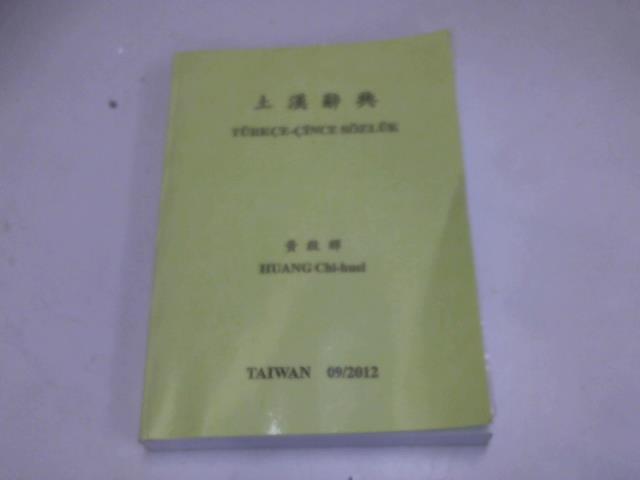 土漢辭典
TÜRKÇE-ÇİNCE SÖZLÜK
黃啟輝
HUANG Chi-huei
TAIWAN 09/2012